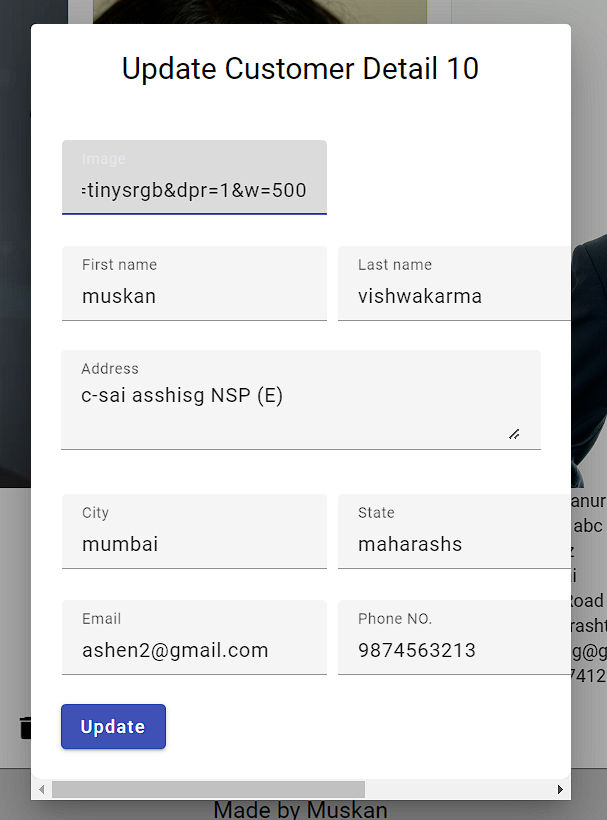 Update Customer Detail 10
Image
=tinysrgb&dpr=1&w=500
First name
Last name
muskan
vishwakarma
Address
c-sai asshisg NSP (E)
City
State
mumbai
maharashs
Email
Phone NO.
ashen2@gmail.com
9874563213
Update
anur
abc
z
i
Road
rasht
g@g
7412
Made by Muskan